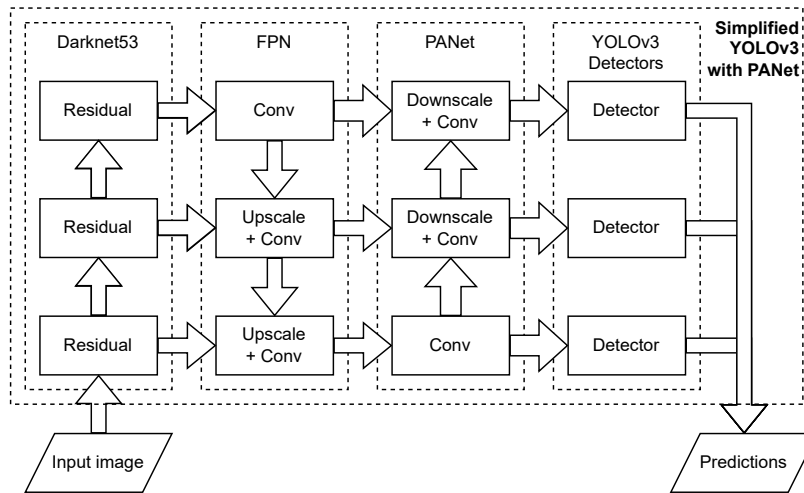 Darknet53
FPN
PANet
YOLOv3
Detectors
Simplified
YOLOv3
with PANet
Residual
Conv
Downscale
+ Conv
Detector
Residual
Upscale
+ Conv
Downscale
+ Conv
Detector
Residual
Upscale
+ Conv
Conv
Detector
Input image
Predictions